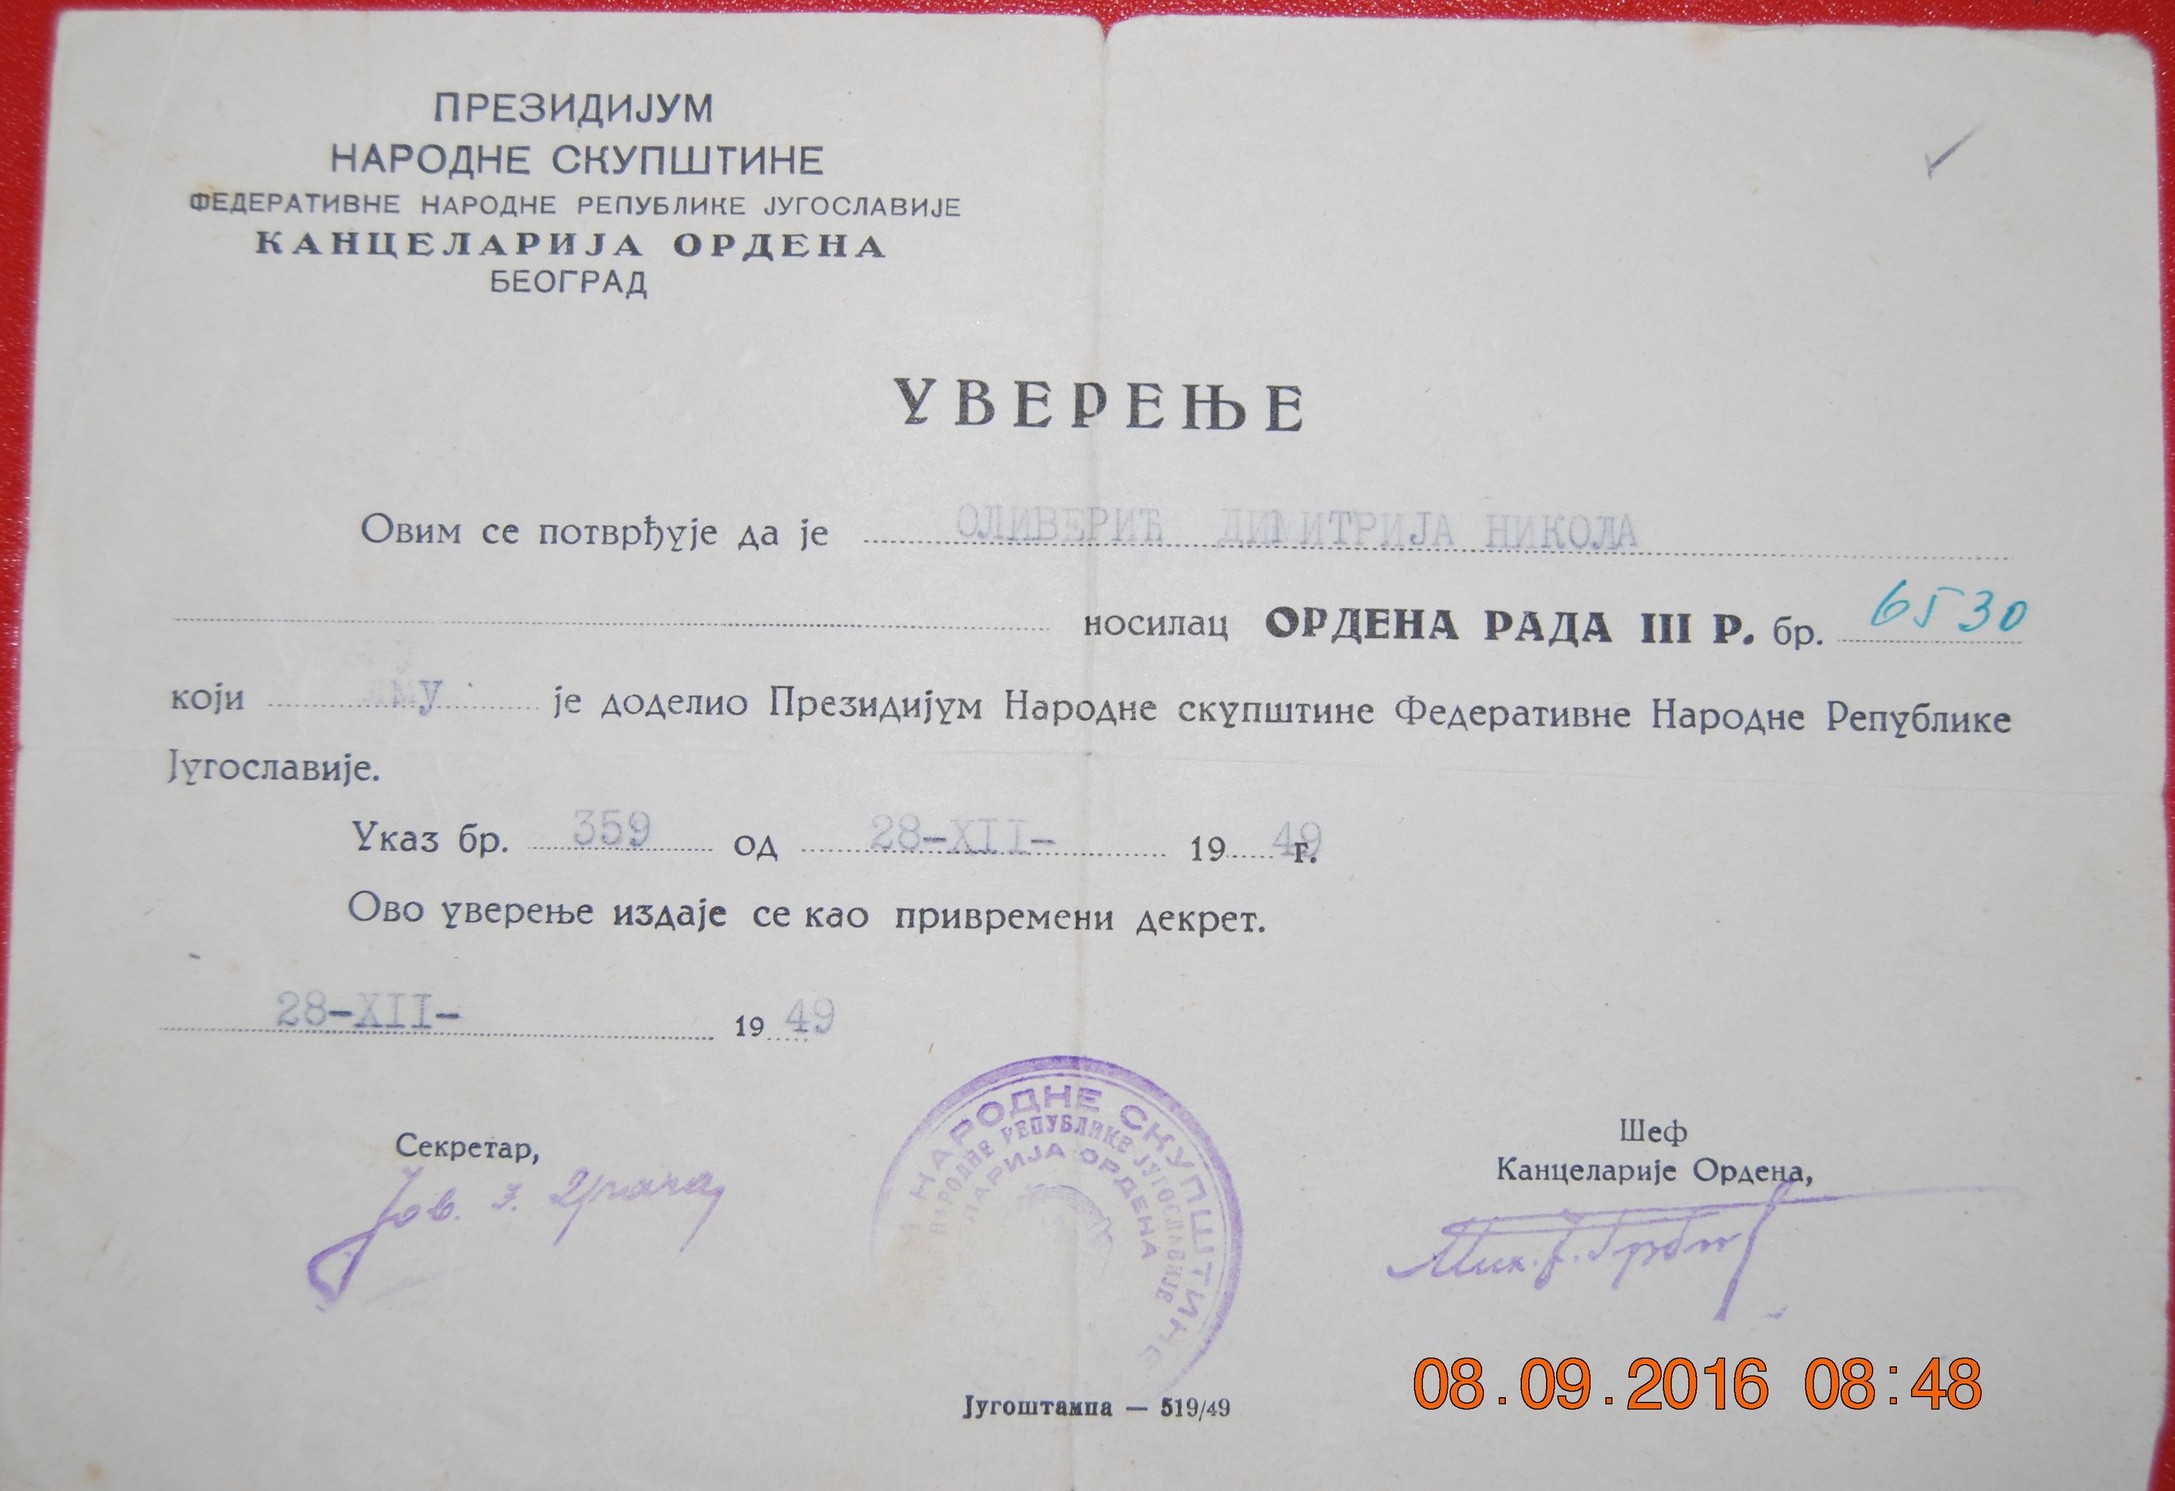 ПРЕЗИДИЈУМ
НАРОДНЕ СКУПШТИНЕ
ФЕДЕРАТИВНЕ НАРОДНЕ РЕПУБЛИКЕ ЈУГОСЛАВИЈЕ
КАНЦЕЛАРИЈА ОРДЕНА
БЕОГРАД
УВЕРЕЊЕ
Овим се потврђује да је ОЛИВЕРИЋ ДИМИТРИЈА НИКОЛА
носилац ОРДЕНА РАДА III Р. бр. 6530
који му је доделио Президијум Народне скупштине Федеративне Народне Републике
Југославије.
Указ бр. 359 од 28-XII- 1949 г.
Ово уверење издаје се као привремени декрет.
28-XII- 1949
Секретар,
Шеф
Канцеларије Ордена,
НАРОДНЕ СКУПШТИНЕ
НАРОДНЕ РЕПУБЛИКЕ ЈУГОСЛАВИЈЕ
ЛАРИЈА ОРДЕНА
Југоштампа — 519/49
08.09.2016 08:48